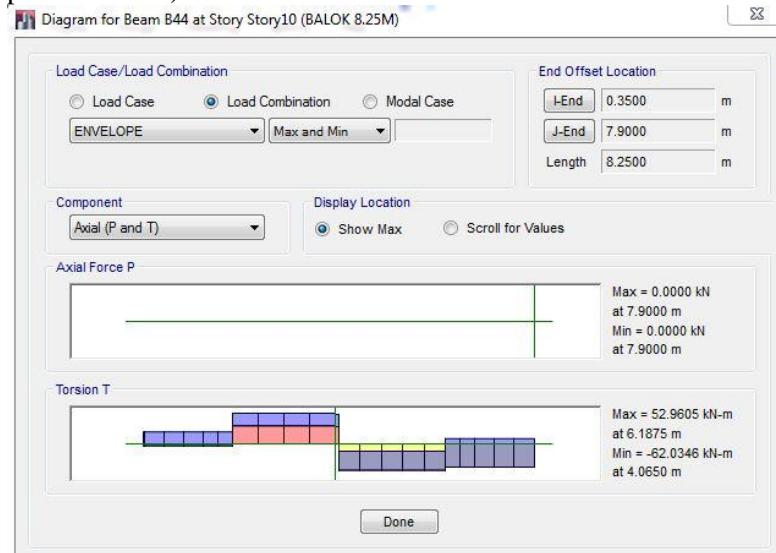 Diagram for Beam B44 at Story Story10 (BALOK 8.25M)
Load Case/Load Combination
Load Case Load Combination Modal Case
ENVELOPE Max and Min
End Offset Location
I-End 0.3500 m
J-End 7.9000 m
Length 8.2500 m
Component
Axial (P and T)
Display Location
Show Max Scroll for Values
Axial Force P
Max = 0.0000 kN
at 7.9000 m
Min = 0.0000 kN
at 7.9000 m
Torsion T
Max = 52.9605 kN-m
at 6.1875 m
Min = -62.0346 kN-m
at 4.0650 m
Done